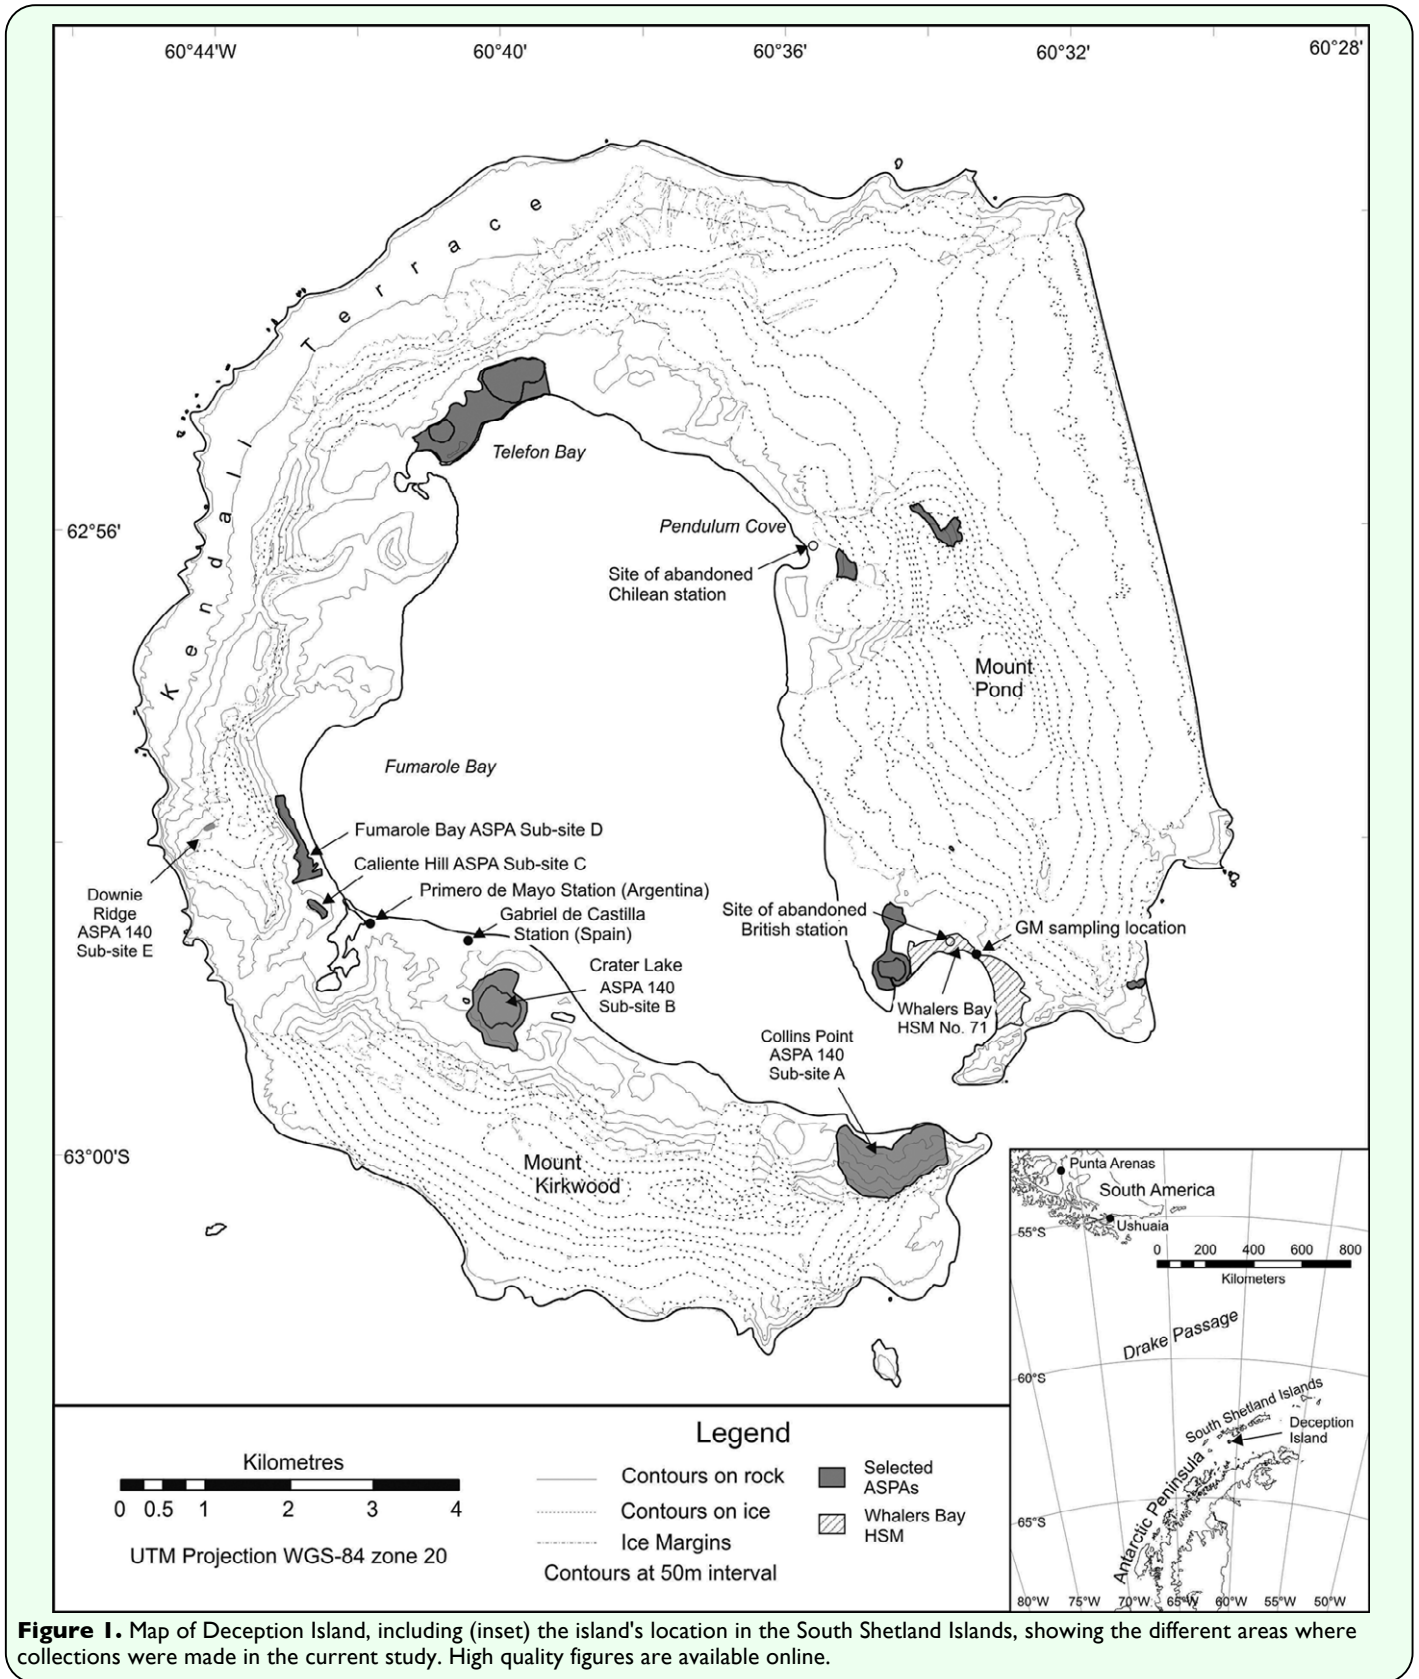 60°44'W 60°40' 60°36' 60°32' 60°28'
Kendall Terrace
Telefon Bay
62°56'
Pendulum Cove
Site of abandoned
Chilean station
Mount
Pond
Fumarole Bay
Fumarole Bay ASPA Sub-site D
Caliente Hill ASPA Sub-site C
Primero de Mayo Station (Argentina)
Gabriel de Castilla
Station (Spain)
Downie
Ridge
ASPA 140
Sub-site E
Site of abandoned
British station
GM sampling location
Crater Lake
ASPA 140
Sub-site B
Whalers Bay
HSM No. 71
Collins Point
ASPA 140
Sub-site A
63°00'S
Mount
Kirkwood
Punta Arenas
South America
Ushuaia
55°S
0 200 400 600 800
Kilometers
Drake Passage
60°S
South Shetland Islands
Deception
Island
Antarctic Peninsula
65°S
80°W 75°W 70°W 65°W 60°W 55°W 50°W
Kilometres
0 0.5 1 2 3 4
UTM Projection WGS-84 zone 20
Legend
Contours on rock
Contours on ice
Ice Margins
Contours at 50m interval
Selected
ASPAs
Whalers Bay
HSM
Figure 1. Map of Deception Island, including (inset) the island's location in the South Shetland Islands, showing the different areas where
collections were made in the current study. High quality figures are available online.